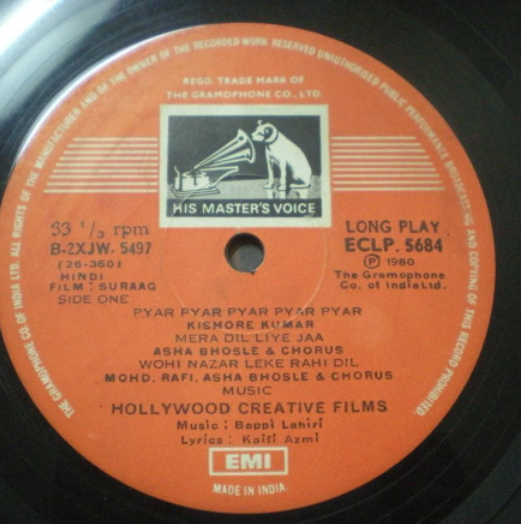 THE GRAMOPHONE CO. OF INDIA LTD. ALL RIGHTS OF THE MANUFACTURER AND OF THE OWNER OF THE RECORDED WORK RESERVED UNAUTHORISED PUBLIC PERFORMANCE BROADCASTING AND COPYING OF THIS RECORD PROHIBITED.
REGD. TRADE MARK OF
THE GRAMOPHONE CO., LTD.
HIS MASTER'S VOICE
33 1/3 rpm
B-2XJW. 5497
(26-360)
HINDI
FILM : SURAAG
SIDE ONE
LONG PLAY
ECLP. 5684
Ⓟ 1980
The Gramophone
Co. of India Ltd.
PYAR PYAR PYAR PYAR PYAR
KISHORE KUMAR
MERA DIL LIYE JAA
ASHA BHOSLE & CHORUS
WOHI NAZAR LEKE RAHI DIL
MOHD. RAFI, ASHA BHOSLE & CHORUS
MUSIC
HOLLYWOOD CREATIVE FILMS
Music : Bappi Lahiri
Lyrics : Kaifi Azmi
EMI
MADE IN INDIA.